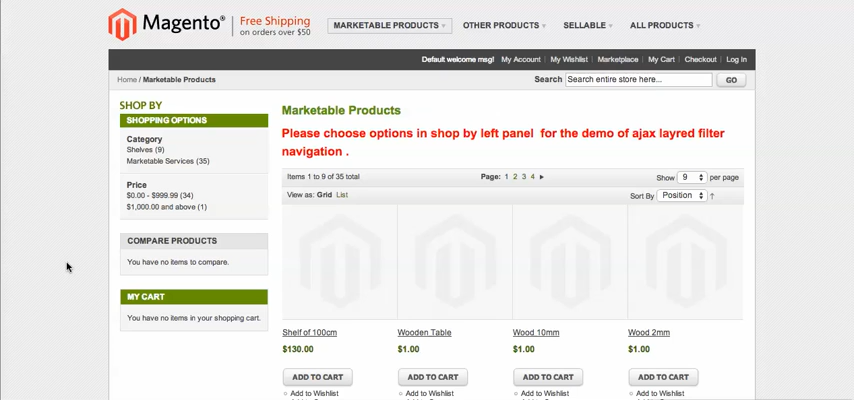 Magento®
Free Shipping
on orders over $50
MARKETABLE PRODUCTS
OTHER PRODUCTS
SELLABLE
ALL PRODUCTS
Default welcome msg! My Account My Wishlist Marketplace My Cart Checkout Log In
Home / Marketable Products
Search Search entire store here... GO
SHOP BY
SHOPPING OPTIONS
Category
Shelves (9)
Marketable Services (35)
Price
$0.00 - $999.99 (34)
$1,000.00 and above (1)
COMPARE PRODUCTS
You have no items to compare.
MY CART
You have no items in your shopping cart.
Marketable Products
Please choose options in shop by left panel for the demo of ajax layred filter
navigation .
Items 1 to 9 of 35 total Page: 1 2 3 4 Show 9 per page
View as: Grid List Sort By Position
Shelf of 100cm Wooden Table Wood 10mm Wood 2mm
$130.00 $1.00 $1.00 $1.00
ADD TO CART ADD TO CART ADD TO CART ADD TO CART
Add to Wishlist Add to Wishlist Add to Wishlist Add to Wishlist